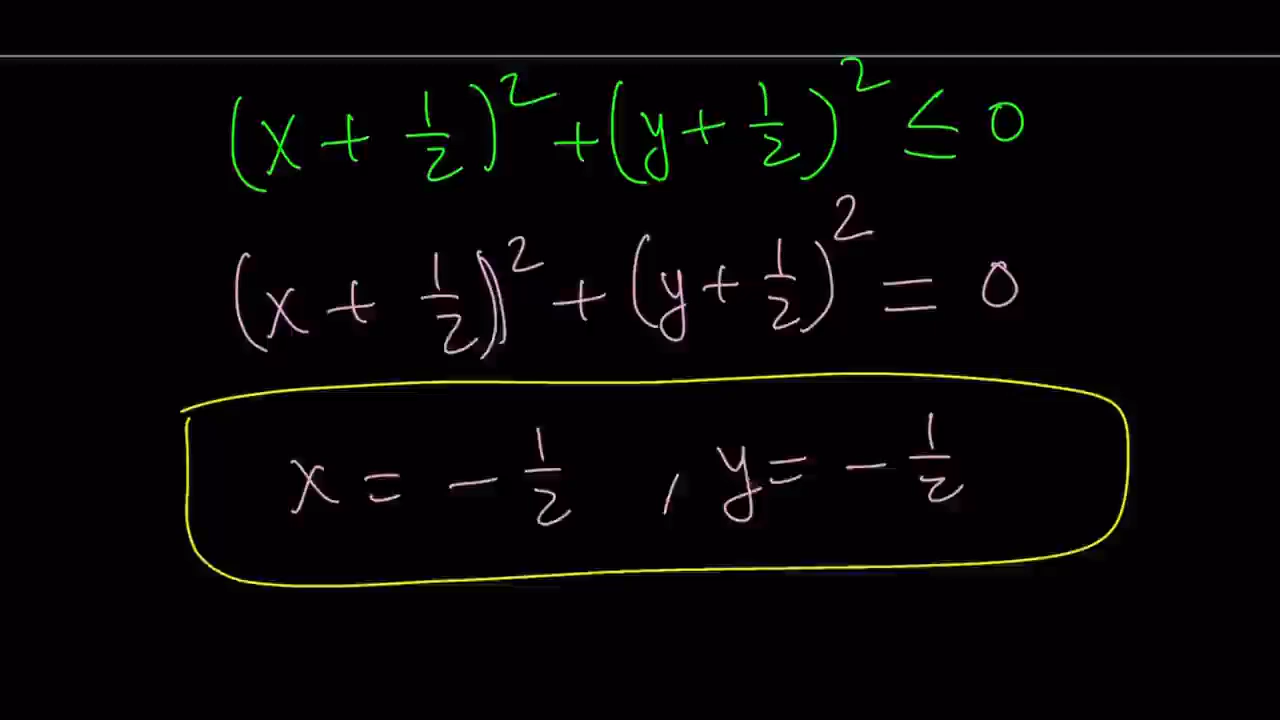 (x + 1/2)² + (y + 1/2)² ≤ 0
(x + 1/2)² + (y + 1/2)² = 0
x = - 1/2 , y = - 1/2